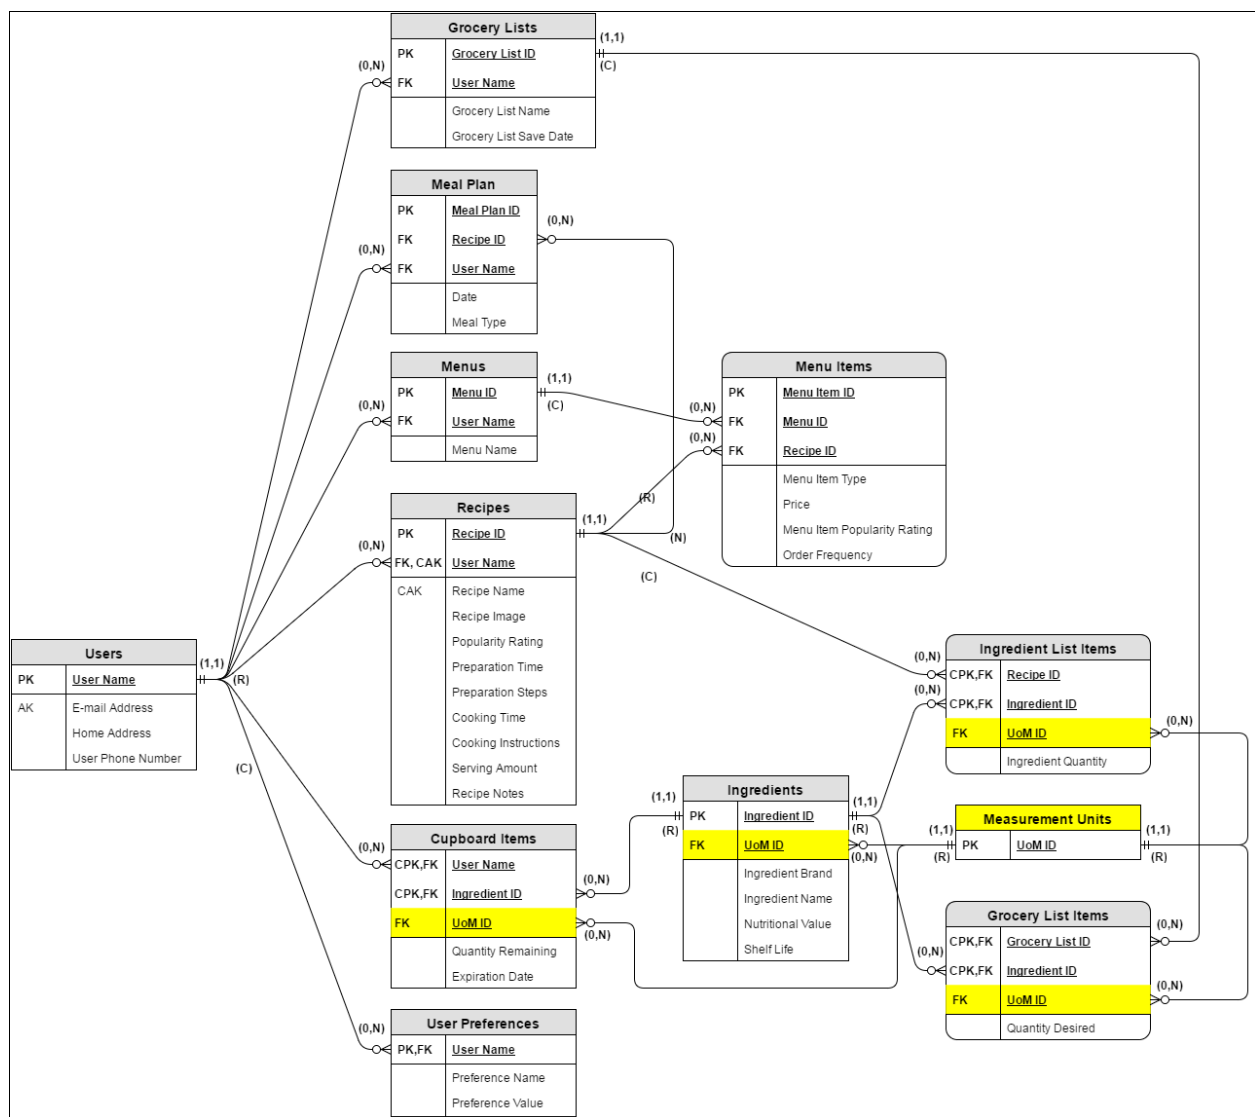 Grocery Lists
PK Grocery List ID
FK User Name
Grocery List Name
Grocery List Save Date
(0,N)
(1,1)
(C)
Meal Plan
PK Meal Plan ID
FK Recipe ID
FK User Name
Date
Meal Type
(0,N)
(0,N)
Menus
PK Menu ID
FK User Name
Menu Name
(0,N)
(1,1)
(C)
Menu Items
PK Menu Item ID
FK Menu ID
FK Recipe ID
Menu Item Type
Price
Menu Item Popularity Rating
Order Frequency
(0,N)
(0,N)
Recipes
PK Recipe ID
FK, CAK User Name
CAK Recipe Name
Recipe Image
Popularity Rating
Preparation Time
Preparation Steps
Cooking Time
Cooking Instructions
Serving Amount
Recipe Notes
(0,N)
(1,1)
(R)
(N)
(C)
Users
PK User Name
AK E-mail Address
Home Address
User Phone Number
(1,1)
(R)
(C)
Ingredient List Items
CPK,FK Recipe ID
CPK,FK Ingredient ID
FK UoM ID
Ingredient Quantity
(0,N)
(0,N)
(0,N)
Ingredients
PK Ingredient ID
FK UoM ID
Ingredient Brand
Ingredient Name
Nutritional Value
Shelf Life
(1,1)
(R)
(1,1)
(R)
(0,N)
Measurement Units
PK UoM ID
(1,1)
(R)
(1,1)
(R)
Cupboard Items
CPK,FK User Name
CPK,FK Ingredient ID
FK UoM ID
Quantity Remaining
Expiration Date
(0,N)
(0,N)
(0,N)
Grocery List Items
CPK,FK Grocery List ID
CPK,FK Ingredient ID
FK UoM ID
Quantity Desired
(0,N)
(0,N)
(0,N)
User Preferences
PK,FK User Name
Preference Name
Preference Value
(0,N)